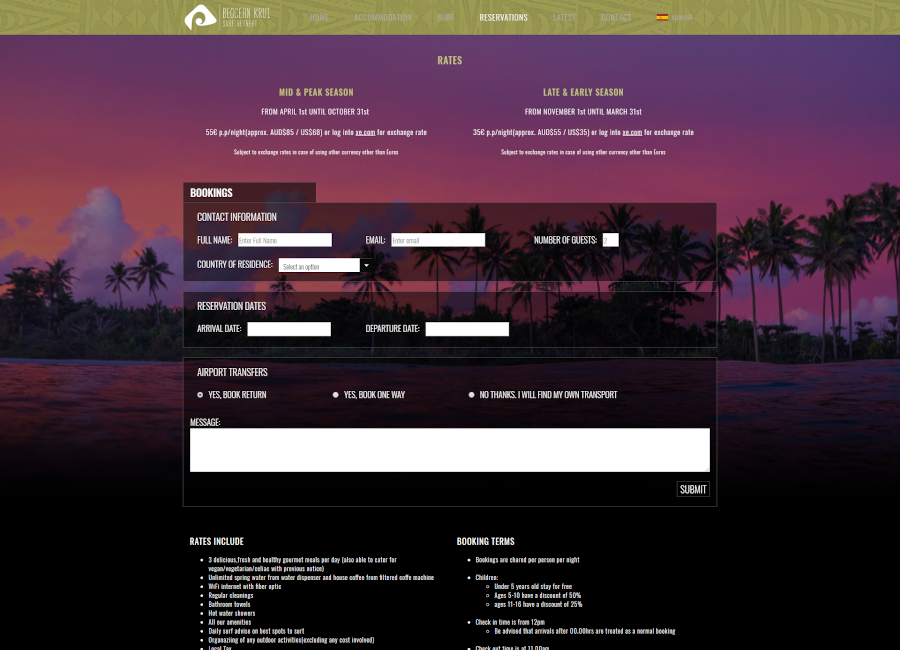 BEOCEAN KRUI
SURF RETREAT
HOME
ACCOMMODATION
SURF
RESERVATIONS
LATEST
CONTACT
spanish
RATES
MID & PEAK SEASON
FROM APRIL 1st UNTIL OCTOBER 31st
55€ p.p/night(approx. AUD$85 / US$68) or log into xe.com for exchange rate
Subject to exchange rates in case of using other currency other than Euros
LATE & EARLY SEASON
FROM NOVEMBER 1st UNTIL MARCH 31st
35€ p.p/night(approx. AUD$55 / US$35) or log into xe.com for exchange rate
Subject to exchange rates in case of using other currency other than Euros
BOOKINGS
CONTACT INFORMATION
FULL NAME: Enter Full Name
EMAIL: Enter email
NUMBER OF GUESTS: 2
COUNTRY OF RESIDENCE: Select an option
RESERVATION DATES
ARRIVAL DATE:
DEPARTURE DATE:
AIRPORT TRANSFERS
YES, BOOK RETURN
YES, BOOK ONE WAY
NO THANKS. I WILL FIND MY OWN TRANSPORT
MESSAGE:
SUBMIT
RATES INCLUDE
3 delicious,fresh and healthy gourmet meals per day (also able to cater for
vegan/vegetarian/celiac with previous notice)
Unlimited spring water from water dispenser and house coffee from filtered coffe machine
WiFi internet with fiber optic
Regular cleanings
Bathroom towels
Hot water showers
All our amenities
Daily surf advise on best spots to surf
Organazing of any outdoor activities(excluding any cost involved)
Local Tax
BOOKING TERMS
Bookings are chared per person per night
Children:
Under 5 years old stay for free
Ages 5-10 have a discount of 50%
ages 11-16 have a discount of 25%
Check in time is from 12pm
Be advised that arrivals after 00.00hrs are treated as a normal booking
Check out time is at 11.00am